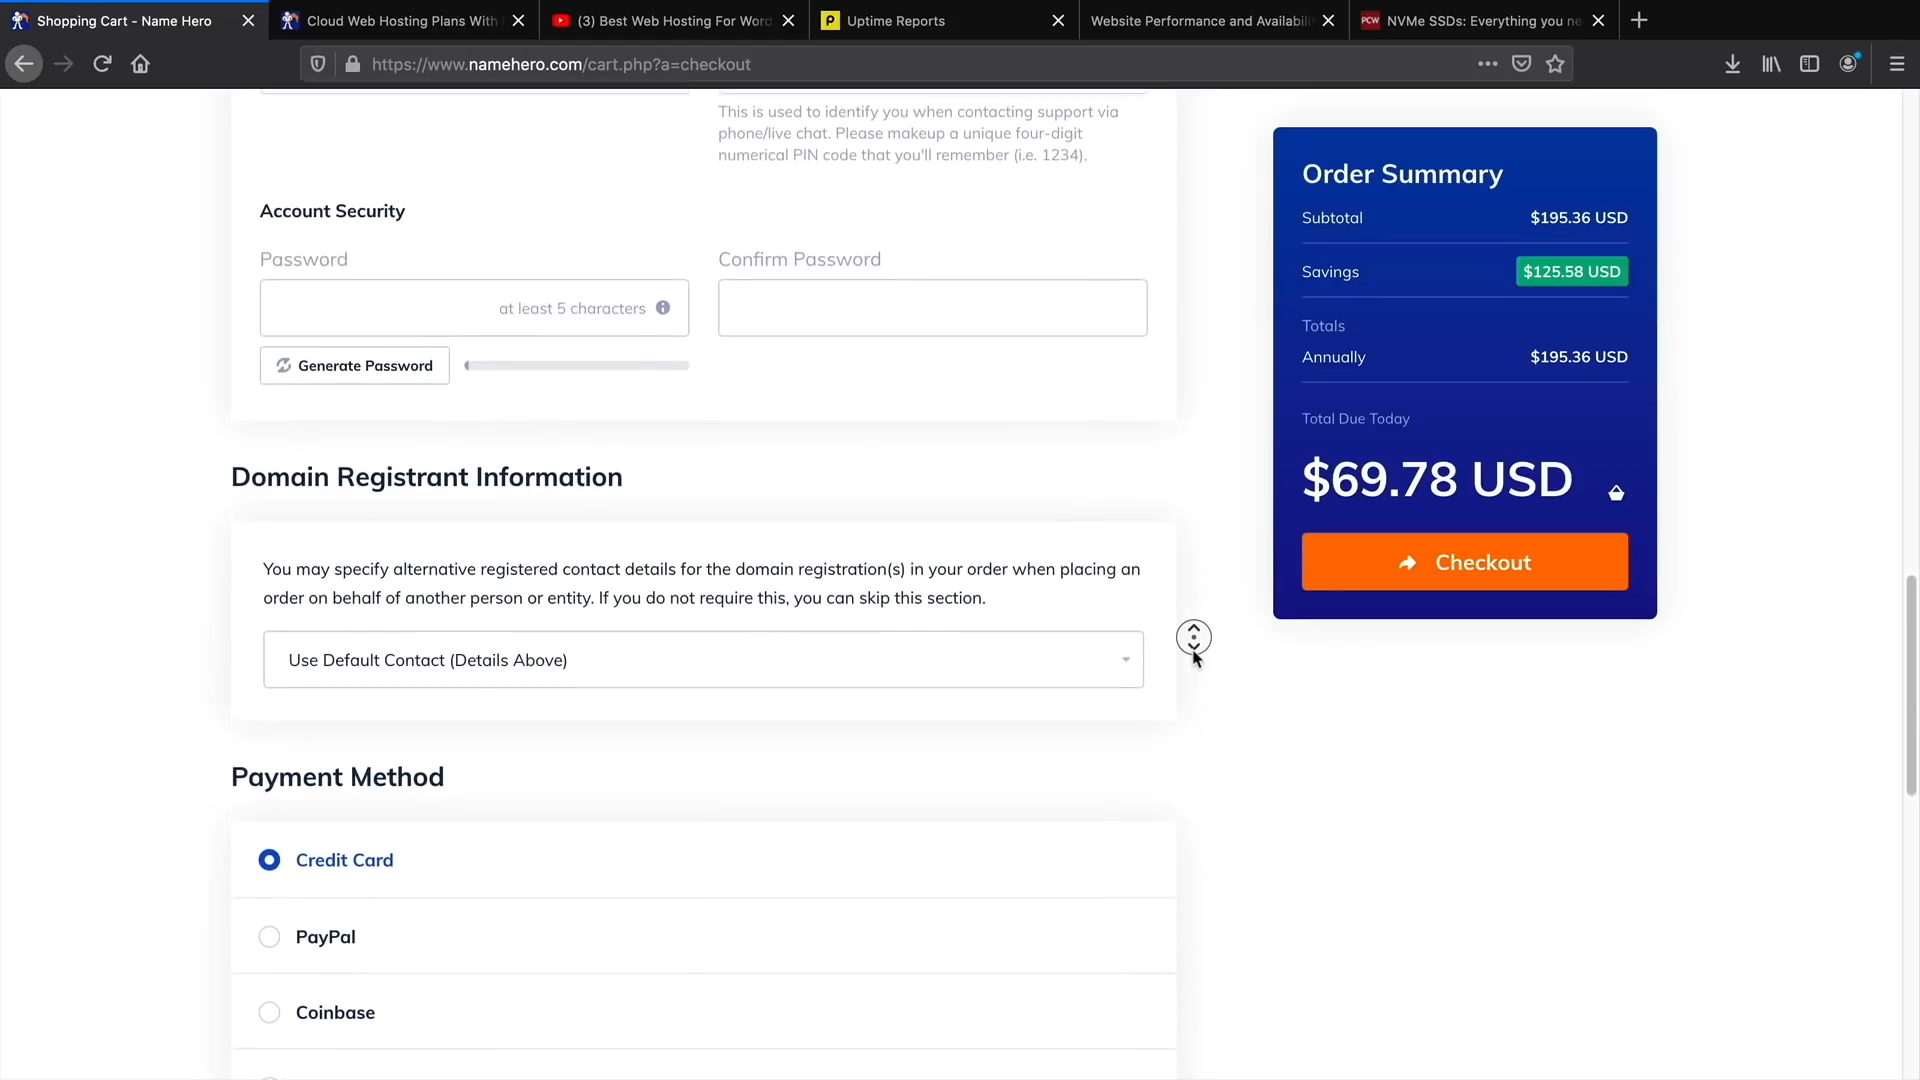 Shopping Cart - Name Hero
Cloud Web Hosting Plans With
(3) Best Web Hosting For Word
Uptime Reports
Website Performance and Availabili
PCW
NVMe SSDs: Everything you ne
https://www.namehero.com/cart.php?a=checkout
This is used to identify you when contacting support via
phone/live chat. Please makeup a unique four-digit
numerical PIN code that you'll remember (i.e. 1234).
Account Security
Password
Confirm Password
at least 5 characters
Generate Password
Domain Registrant Information
You may specify alternative registered contact details for the domain registration(s) in your order when placing an
order on behalf of another person or entity. If you do not require this, you can skip this section.
Use Default Contact (Details Above)
Payment Method
Credit Card
PayPal
Coinbase
Order Summary
Subtotal $195.36 USD
Savings $125.58 USD
Totals
Annually $195.36 USD
Total Due Today
$69.78 USD
Checkout